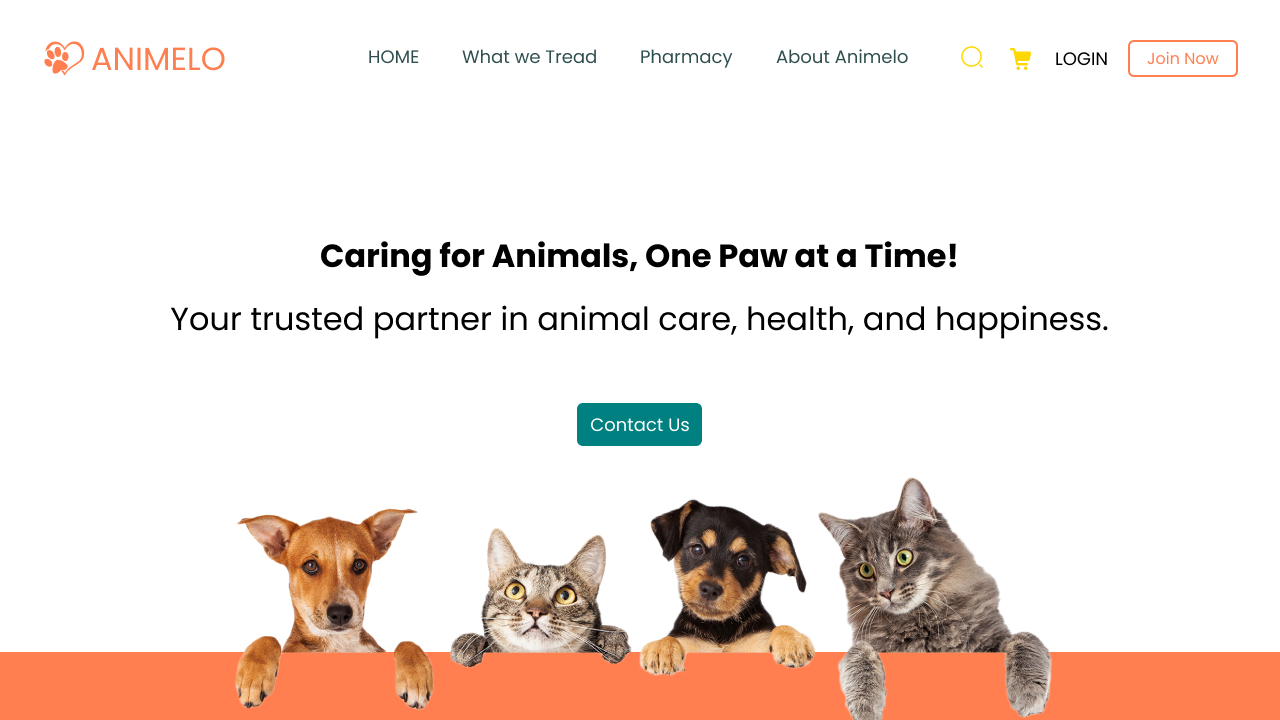 ANIMELO
HOME What we Tread Pharmacy About Animelo LOGIN Join Now
Caring for Animals, One Paw at a Time!
Your trusted partner in animal care, health, and happiness.
Contact Us